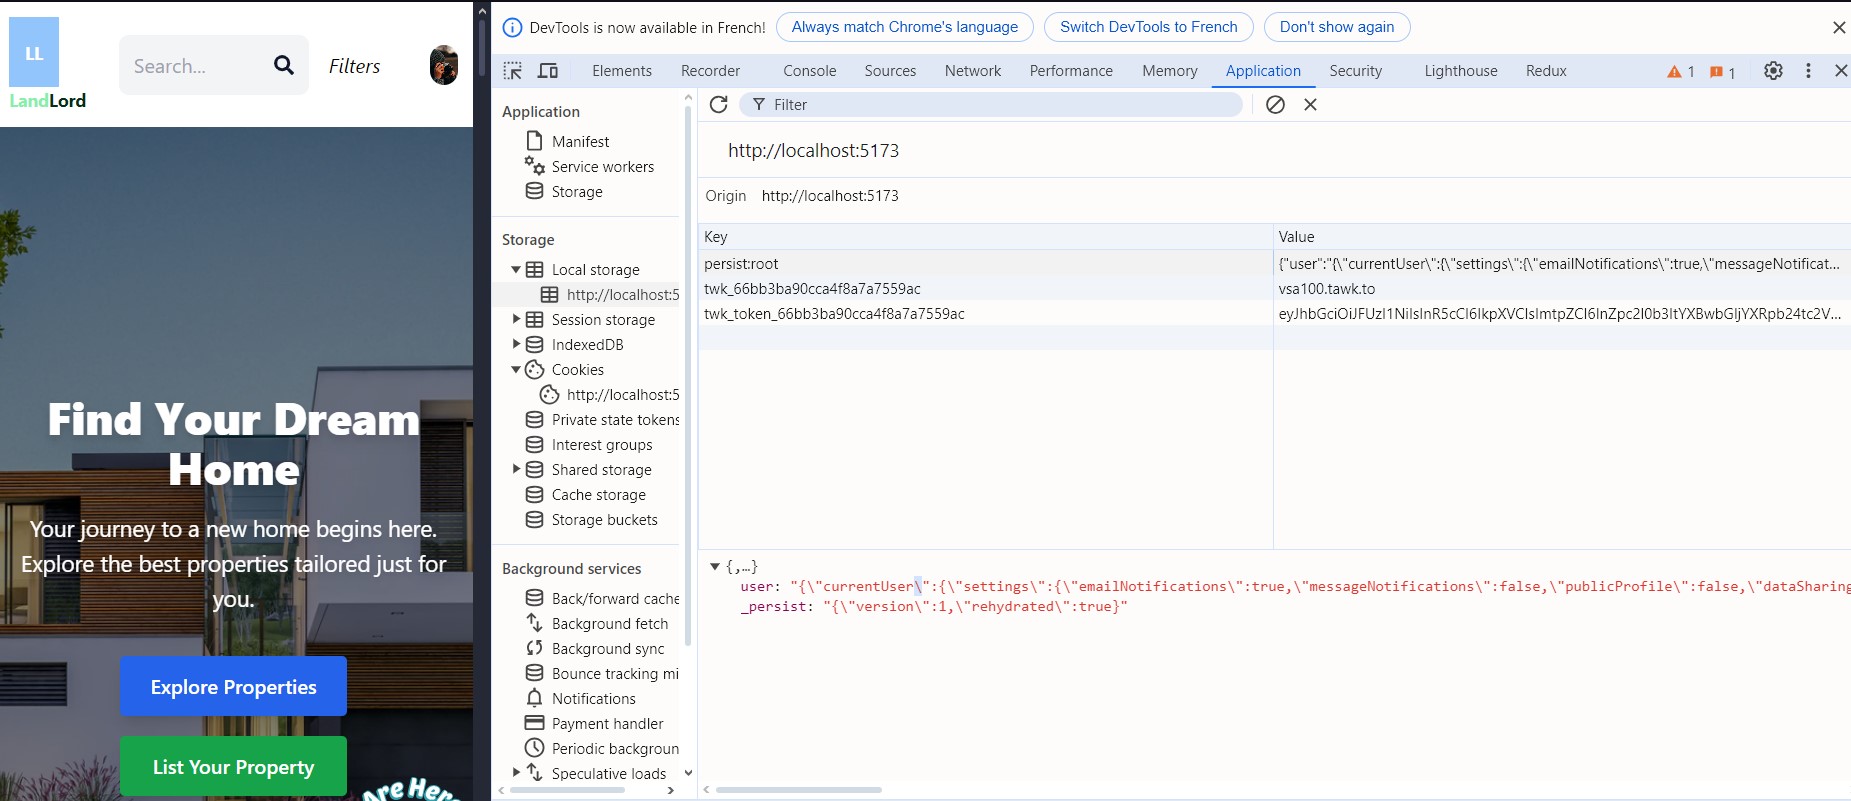 LL
LandLord
Search...
Filters
Find Your Dream
Home
Your journey to a new home begins here.
Explore the best properties tailored just for
you.
Explore Properties
List Your Property
Are Here
DevTools is now available in French!
Always match Chrome's language
Switch DevTools to French
Don't show again
Elements
Recorder
Console
Sources
Network
Performance
Memory
Application
Security
Lighthouse
Redux
1
1
Application
Manifest
Service workers
Storage
Storage
Local storage
http://localhost:5
Session storage
IndexedDB
Cookies
http://localhost:5
Private state tokens
Interest groups
Shared storage
Cache storage
Storage buckets
Background services
Back/forward cache
Background fetch
Background sync
Bounce tracking mi
Notifications
Payment handler
Periodic backgroun
Speculative loads
Filter
http://localhost:5173
Origin http://localhost:5173
Key Value
persist:root {"user":"{\"currentUser\":{\"settings\":{\"emailNotifications\":true,\"messageNotificat...
twk_66bb3ba90cca4f8a7a7559ac vsa100.tawk.to
twk_token_66bb3ba90cca4f8a7a7559ac
{,…}
user: "{\"currentUser\":{\"settings\":{\"emailNotifications\":true,\"messageNotifications\":false,\"publicProfile\":false,\"dataSharing
_persist: "{\"version\":1,\"rehydrated\":true}"